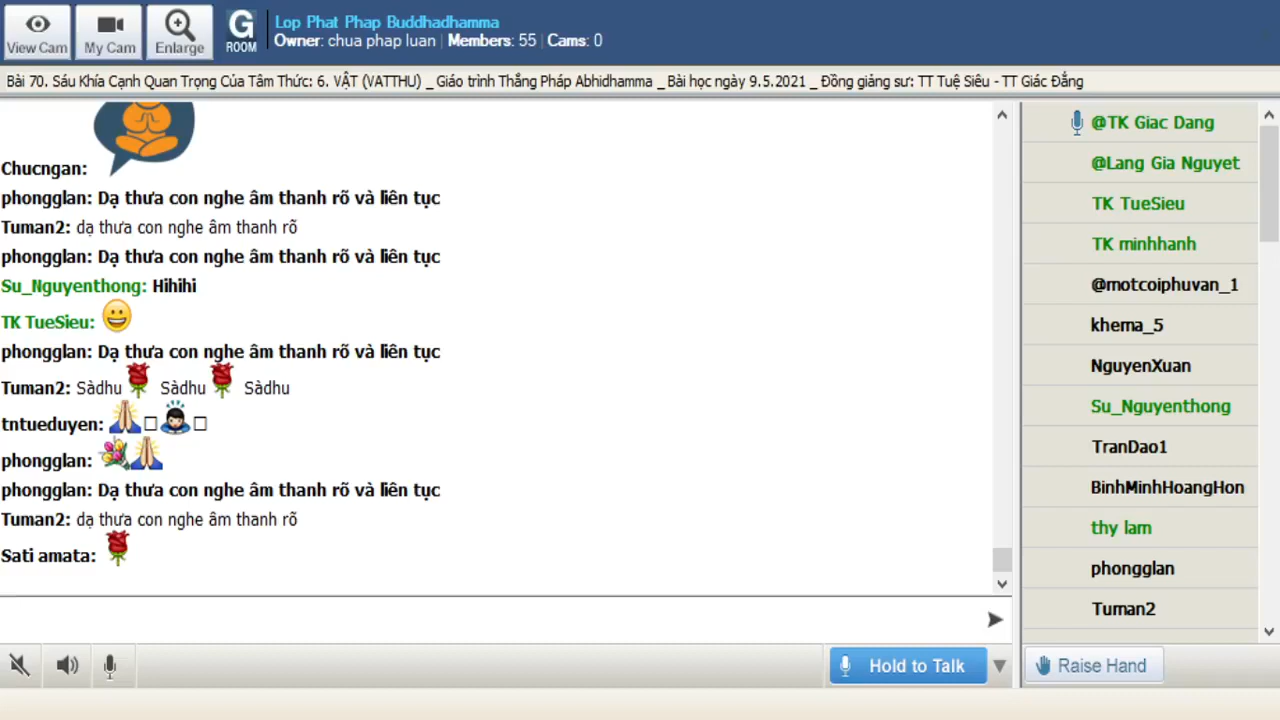 View Cam
My Cam
Enlarge
G
ROOM
Lop Phat Phap Buddhadhamma
Owner: chua phap luan | Members: 55 | Cams: 0
Bài 70. Sáu Khía Cạnh Quan Trọng Của Tâm Thức: 6. VẬT (VATTHU) _ Giáo trình Thắng Pháp Abhidhamma _ Bài học ngày 9.5.2021 _ Đồng giảng sư: TT Tuệ Siêu - TT Giác Đẳng
Chucngan:
phongglan: Dạ thưa con nghe âm thanh rõ và liên tục
Tuman2: dạ thưa con nghe âm thanh rõ
phongglan: Dạ thưa con nghe âm thanh rõ và liên tục
Su_Nguyenthong: Hihihi
TK TueSieu:
phongglan: Dạ thưa con nghe âm thanh rõ và liên tục
Tuman2: Sàdhu Sàdhu Sàdhu
tntueduyen:
phongglan:
phongglan: Dạ thưa con nghe âm thanh rõ và liên tục
Tuman2: dạ thưa con nghe âm thanh rõ
Sati amata:
@TK Giac Dang
@Lang Gia Nguyet
TK TueSieu
TK minhhanh
@motcoiphuvan_1
khema_5
NguyenXuan
Su_Nguyenthong
TranDao1
BinhMinhHoangHon
thy lam
phongglan
Tuman2
Hold to Talk
Raise Hand